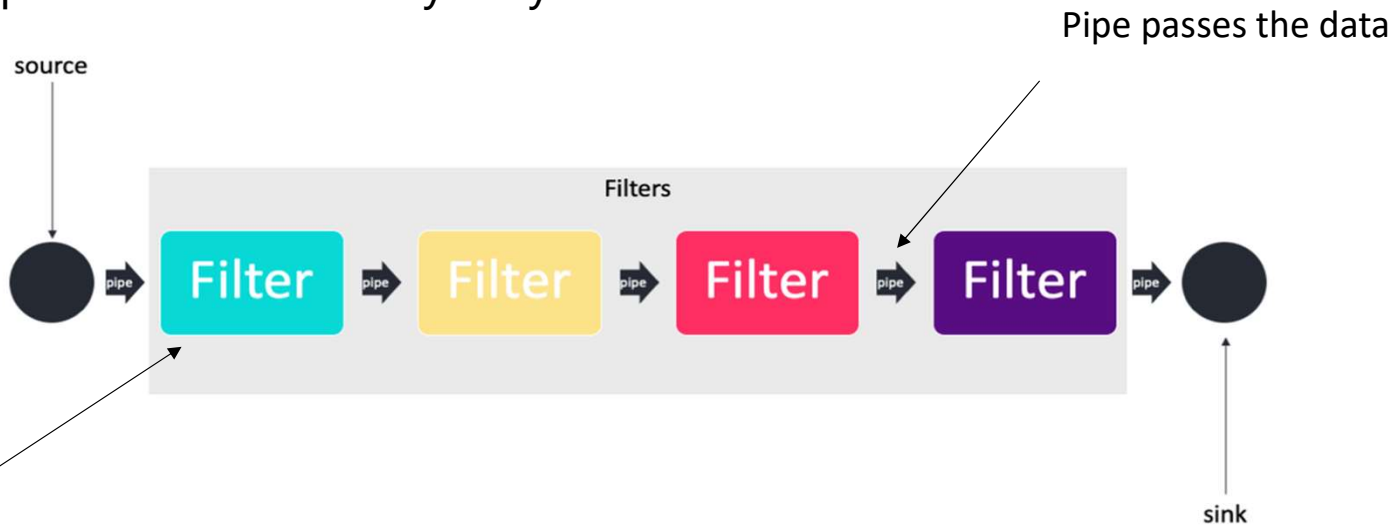 Pipe passes the data
source
Filters
pipe Filter pipe Filter pipe Filter pipe Filter pipe
sink